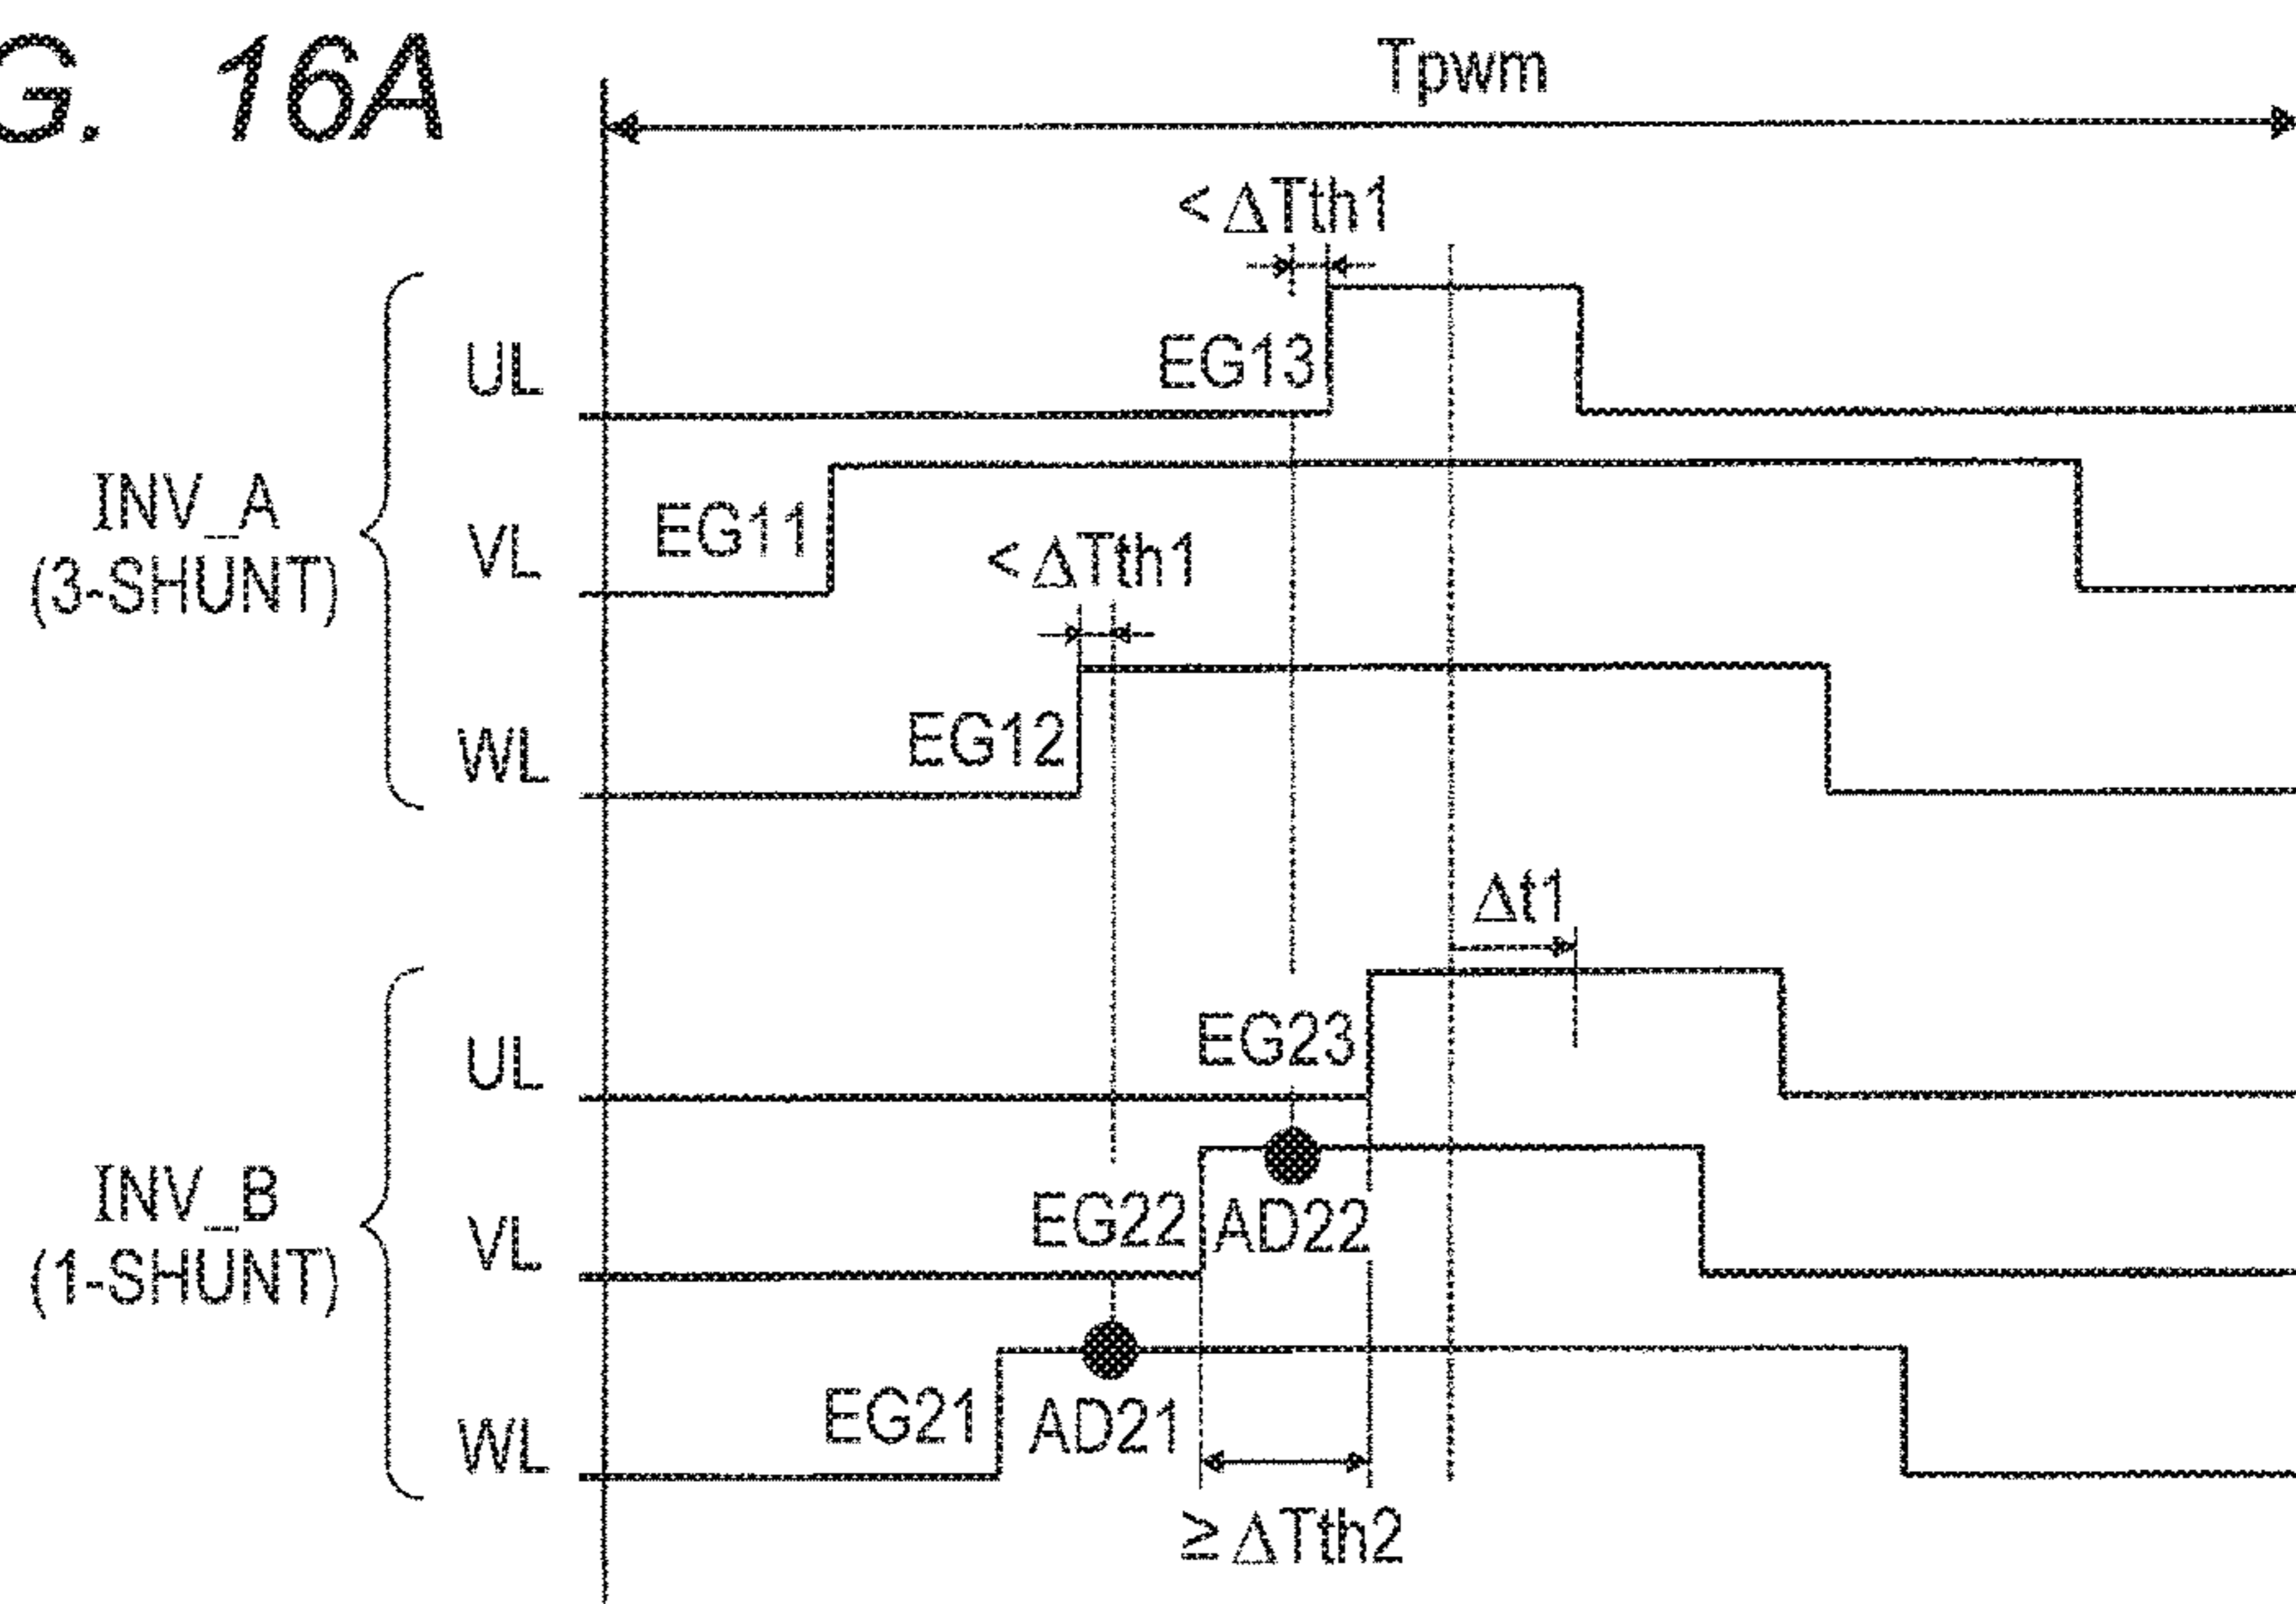 G. 16A
Tpwm
< ΔTth1
EG13
UL
INV_A
(3-SHUNT)
EG11
VL
< ΔTth1
EG12
WL
Δt1
EG23
UL
INV_B
(1-SHUNT)
EG22
AD22
VL
EG21
AD21
WL
≥ ΔTth2